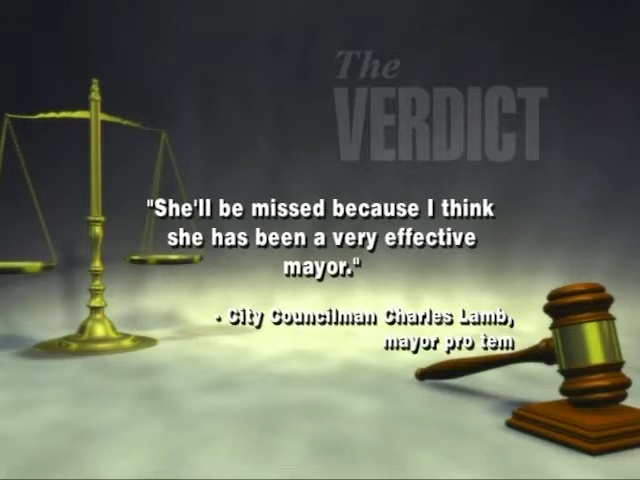 The
VERDICT
"She'll be missed because I think
she has been a very effective
mayor."
- City Councilman Charles Lamb,
mayor pro tem